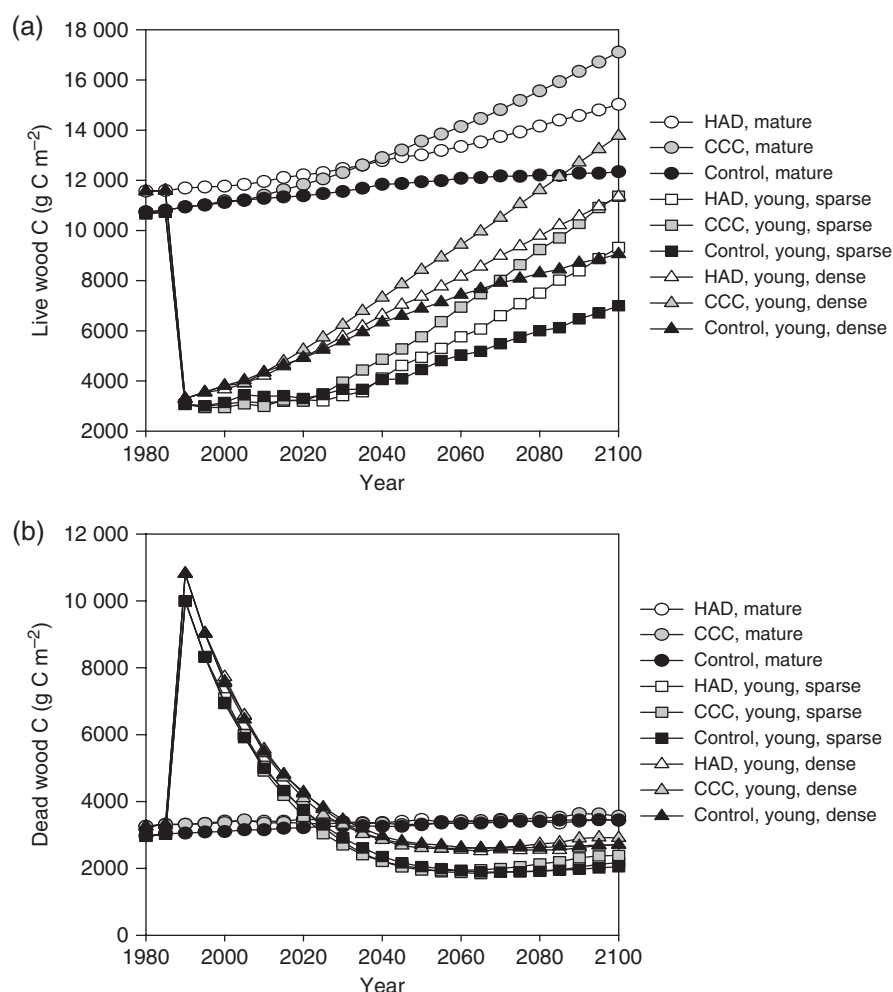 (a)
18 000
16 000
14 000
12 000
10 000
8000
6000
4000
2000
Live wood C (g C m−2)
1980 2000 2020 2040 2060 2080 2100
Year
HAD, mature
CCC, mature
Control, mature
HAD, young, sparse
CCC, young, sparse
Control, young, sparse
HAD, young, dense
CCC, young, dense
Control, young, dense
(b)
12 000
10 000
8000
6000
4000
2000
0
Dead wood C (g C m−2)
1980 2000 2020 2040 2060 2080 2100
Year
HAD, mature
CCC, mature
Control, mature
HAD, young, sparse
CCC, young, sparse
Control, young, sparse
HAD, young, dense
CCC, young, dense
Control, young, dense